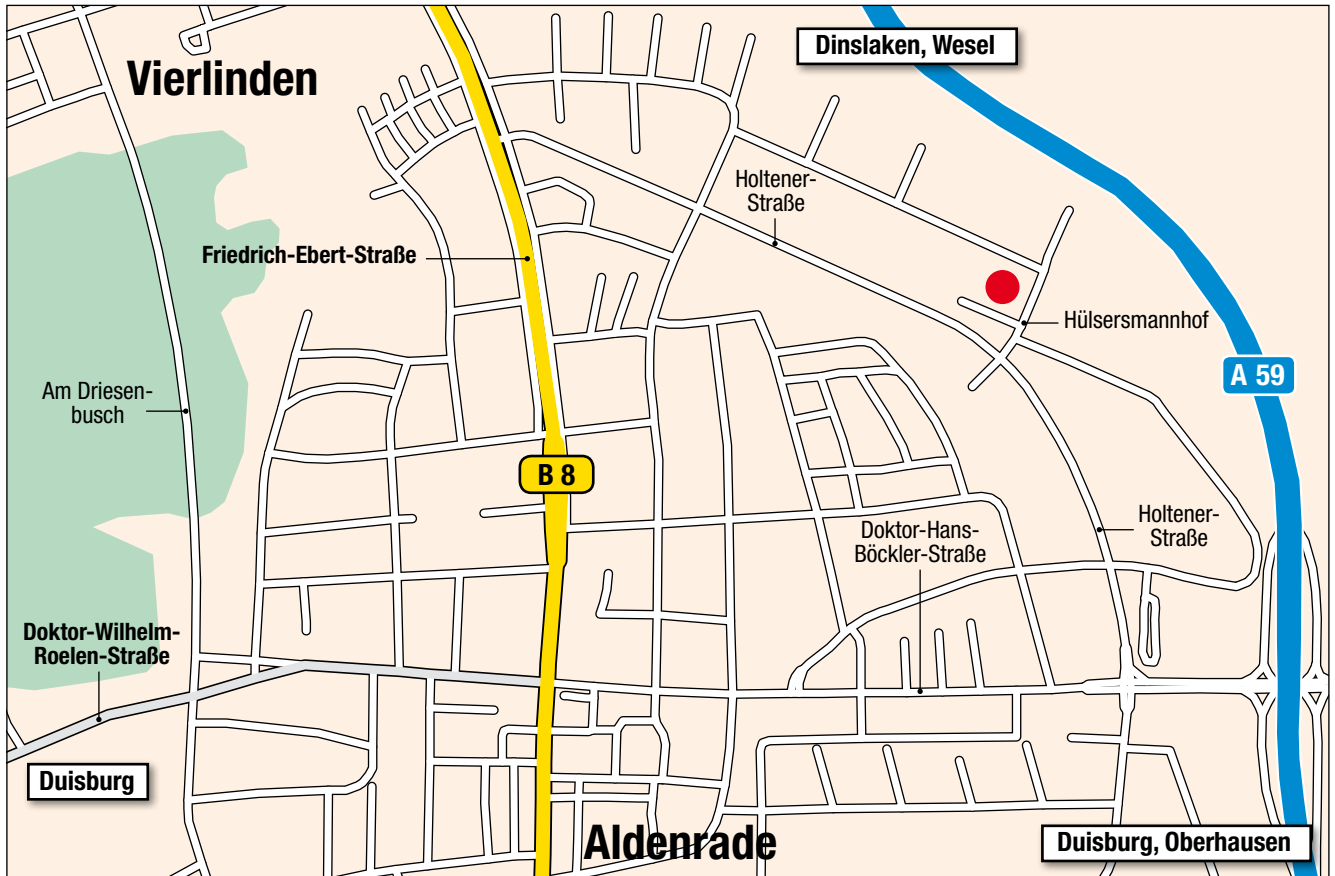 Dinslaken, Wesel
Vierlinden
Holtener-
Straße
Friedrich-Ebert-Straße
Hülsersmannhof
A 59
Am Driesen-
busch
B 8
Holtener-
Straße
Doktor-Hans-
Böckler-Straße
Doktor-Wilhelm-
Roelen-Straße
Duisburg
Aldenrade
Duisburg, Oberhausen